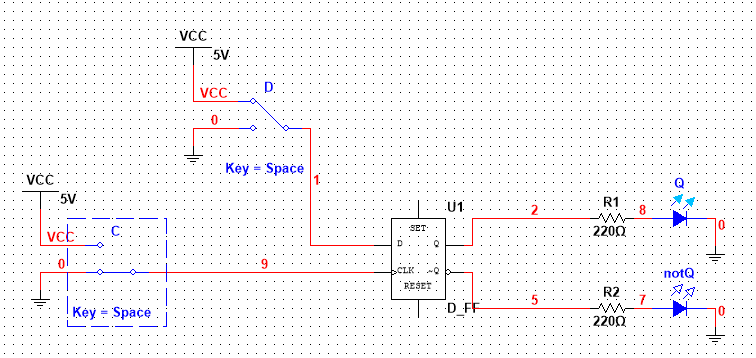 VCC
5V
D
VCC
0
Key = Space
1
VCC
5V
C
VCC
0
9
Key = Space
U1
SET
D Q
CLK ~Q
RESET
D_FF
2
R1
220Ω
8
Q
0
5
R2
220Ω
7
notQ
0